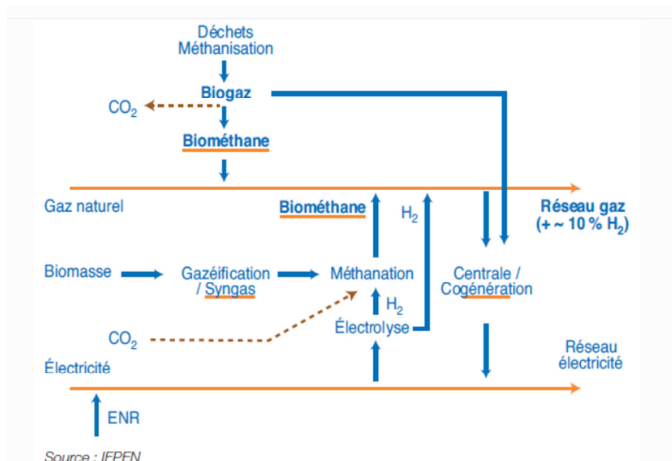 Déchets
Méthanisation
Biogaz
CO₂
Biométhane
Gaz naturel
Biométhane
H₂
Réseau gaz
(+ ~ 10 % H₂)
Biomasse
Gazéification
/ Syngas
Méthanation
Centrale /
Cogénération
H₂
CO₂
Électrolyse
Réseau
électricité
Électricité
ENR
Source : IFPEN